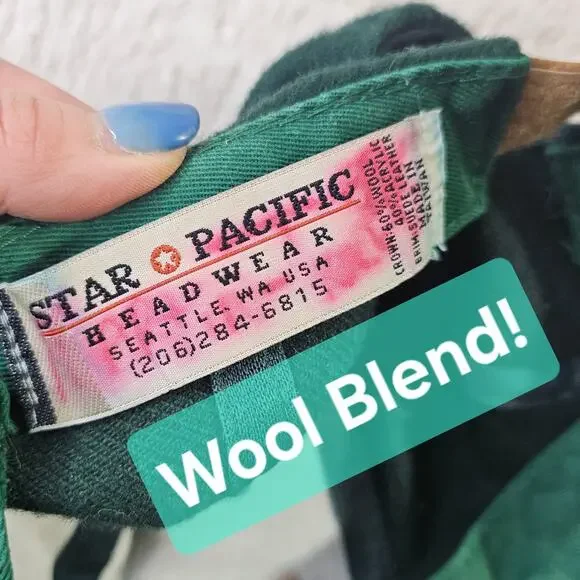 STAR PACIFIC
HEADWEAR
SEATTLE, WA USA
(206)284-6815
CROWN: 60% WOOL
40% ACRYLIC
BRIM: SUEDE LEATHER
MADE IN
TAIWAN
Wool Blend!